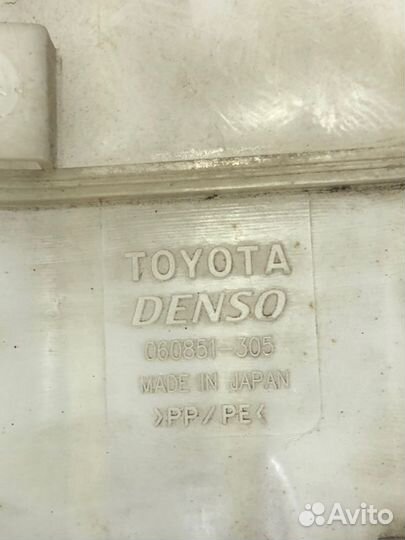 TOYOTA
DENSO
060851-305
MADE IN JAPAN
>PP/PE<
Avito